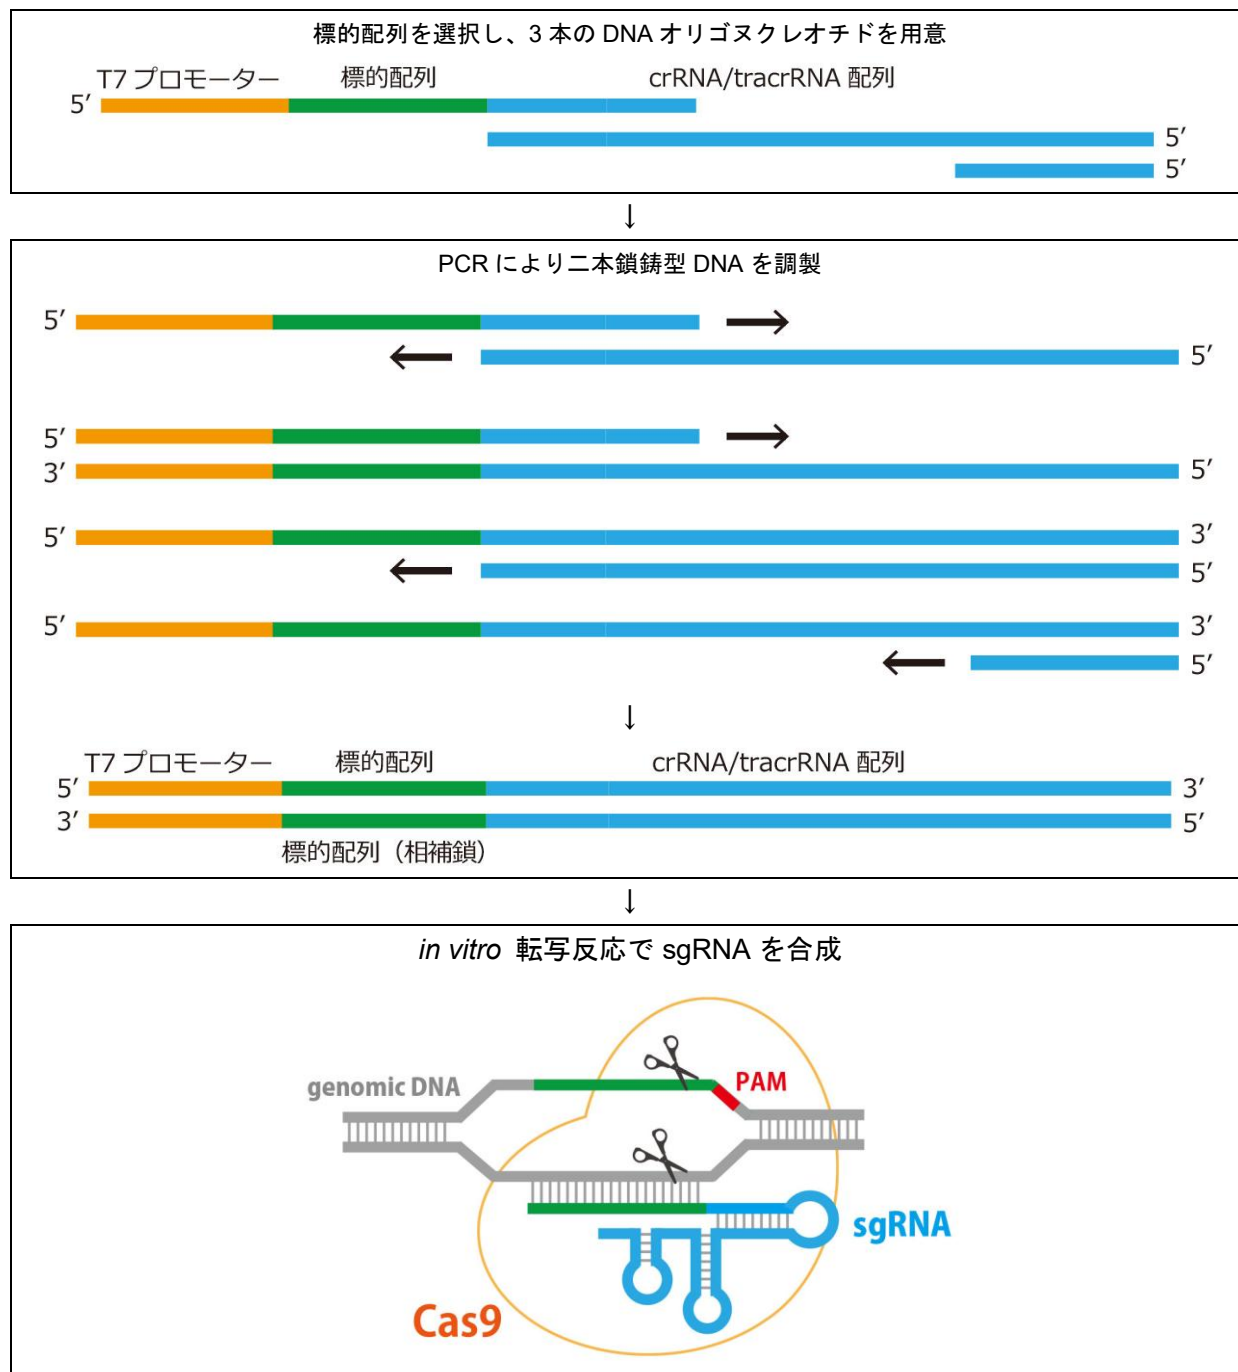 標的配列を選択し、3 本の DNA オリゴヌクレオチドを用意
T7 プロモーター 標的配列 crRNA/tracrRNA 配列
5′
5′
5′
↓
PCR により二本鎖鋳型 DNA を調製
5′
5′
5′
3′ 5′
5′ 3′
5′
5′ 3′
5′
↓
T7 プロモーター 標的配列 crRNA/tracrRNA 配列
5′ 3′
3′ 5′
標的配列（相補鎖）
↓
in vitro 転写反応で sgRNA を合成
genomic DNA PAM
sgRNA
Cas9